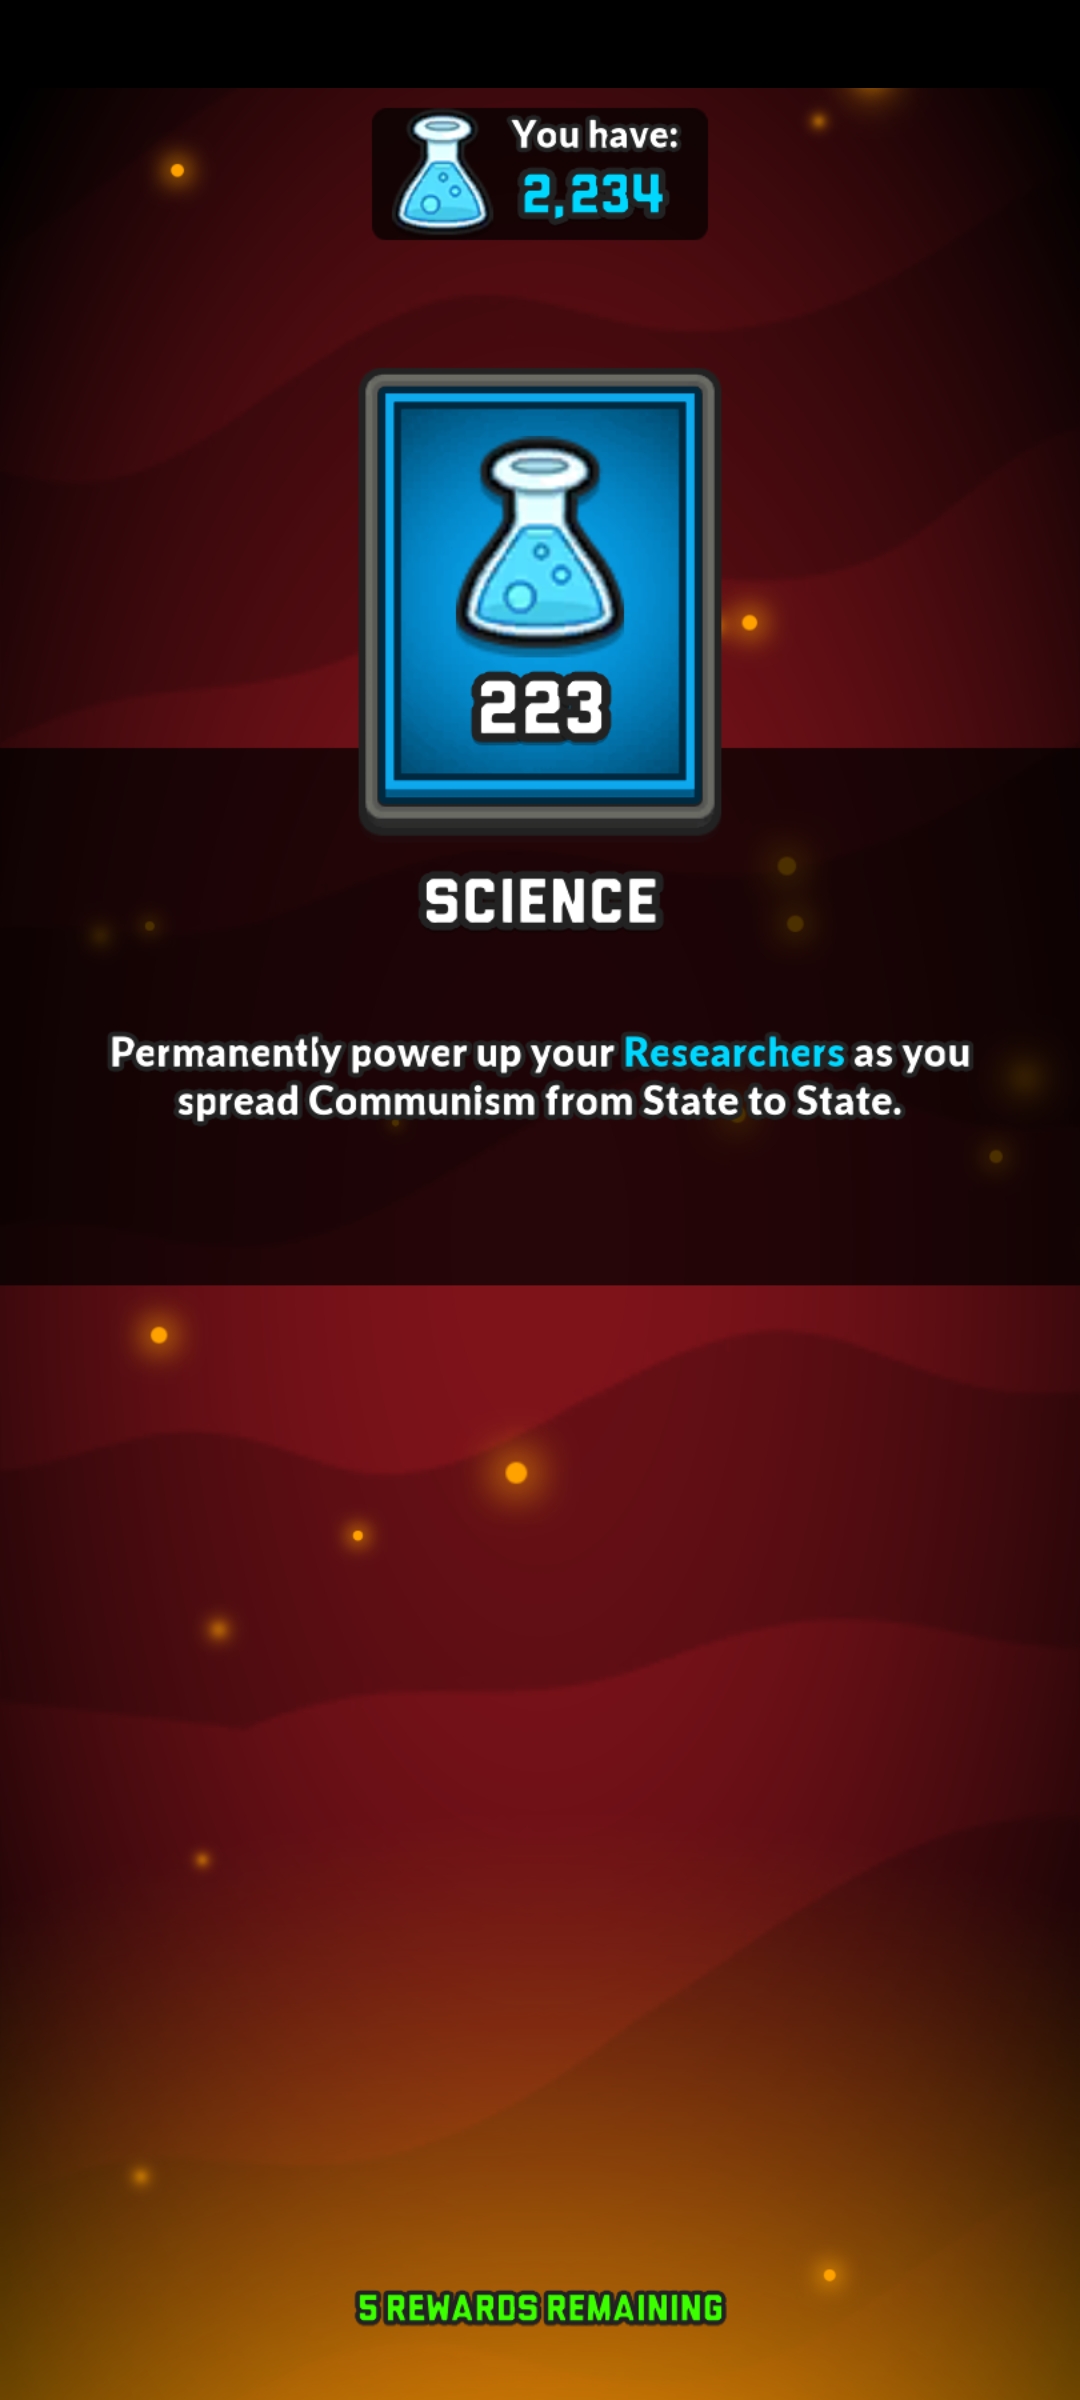 You have:
2,234
223
SCIENCE
Permanently power up your Researchers as you
spread Communism from State to State.
5 REWARDS REMAINING